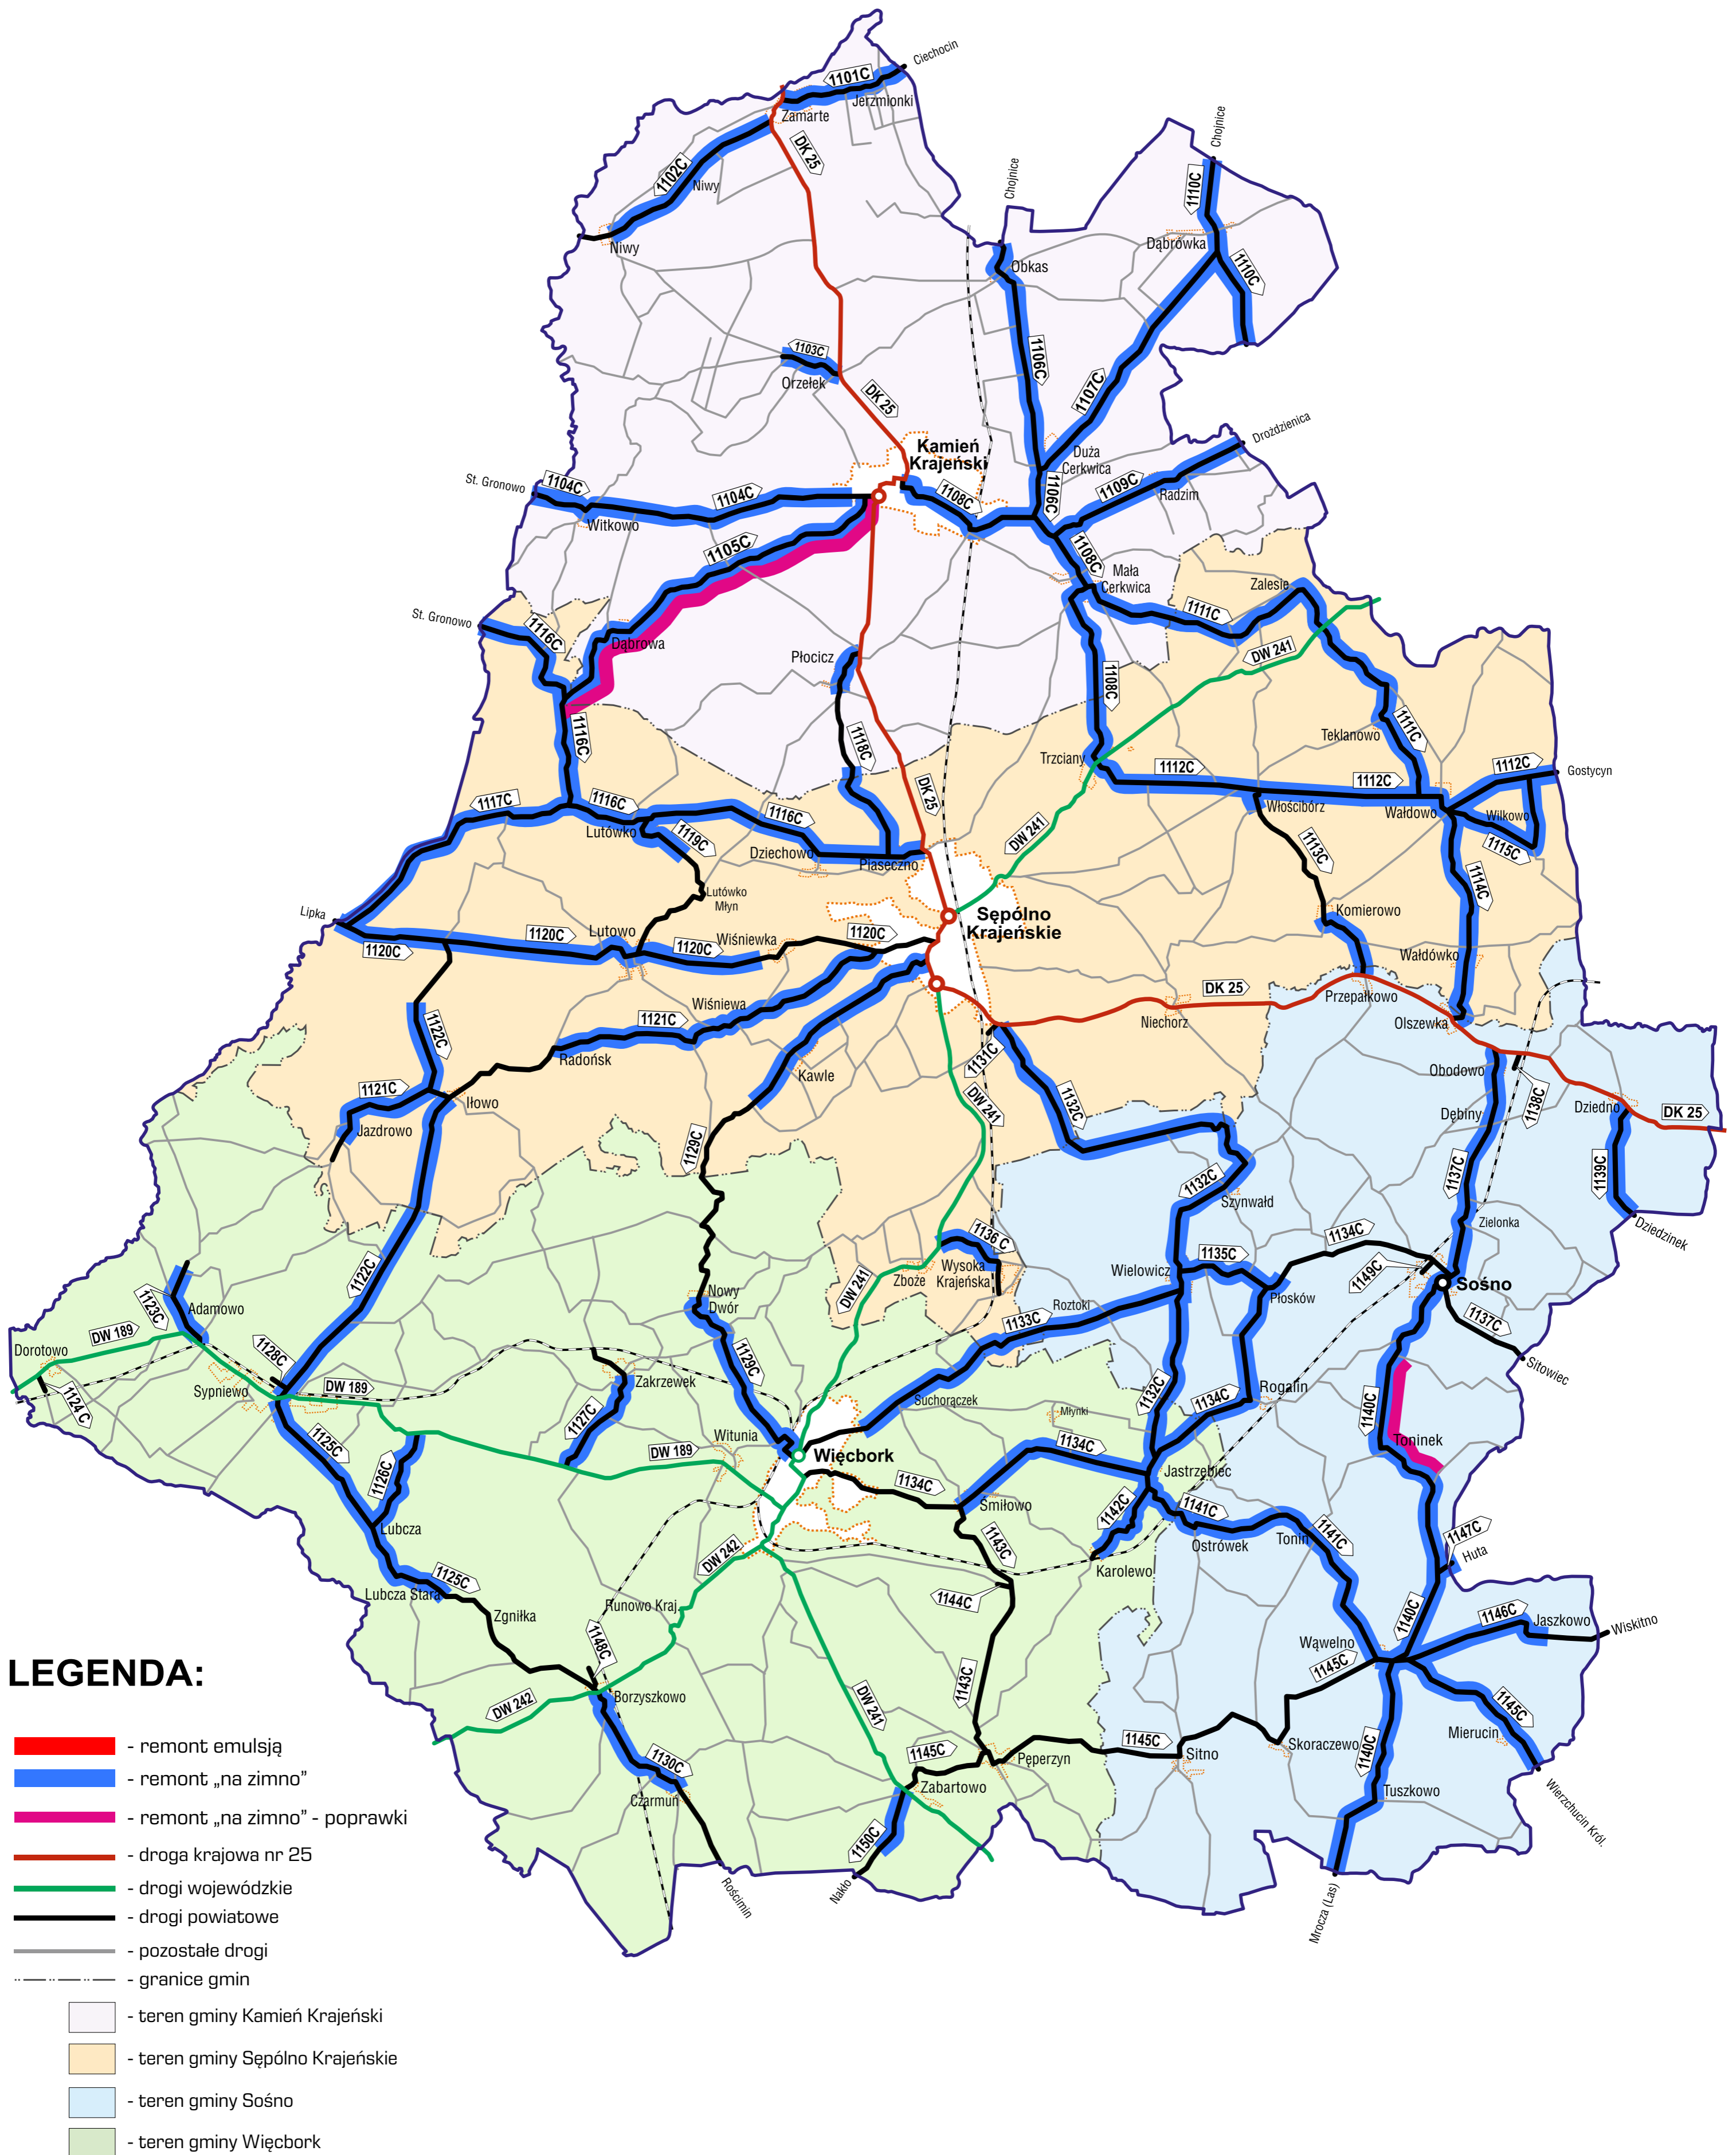 Ciechocin
1101C
Jerzmionki
Zamarte
DK 25
1102C
Niwy
Niwy
Chojnice
Chojnice
1110C
Dąbrówka
1110C
Obkas
1103C
Orzełek
1106C
1107C
DK 25
Kamień
Krajeński
Duża
Cerkwica
Drożdzienica
St. Gronowo
1104C
1104C
Witkowo
1108C
1106C
1109C
Radzim
1105C
1108C
Mała
Cerkwica
Zalesie
St. Gronowo
1116C
Dąbrowa
1111C
Płocicz
DW 241
1108C
1116C
1118C
Teklanowo
1111C
Trzciany
1112C
1112C
1112C
Gostycyn
DK 25
1117C
1116C
Lutówko
1116C
1119C
Dziechowo
Piaseczno
DW 241
Włościbórz
Wałdowo
Wilkowo
1115C
1113C
1114C
Lutówko
Młyn
Lipka
Komierowo
Sępólno
Krajeńskie
1120C
1120C
Lutowo
1120C
Wiśniewka
1120C
Wałdówko
Wiśniewa
DK 25
Przepałkowo
Niechorz
Olszewka
1122C
1121C
Radońsk
1131C
Kawle
Obodowo
1138C
1121C
Iłowo
Jazdrowo
DW 241
1132C
Dębiny
Dziedno
DK 25
1129C
1137C
1139C
1132C
Szynwałd
Zielonka
Dziedzinek
1136 C
Wysoka
Krajeńska
Zboże
1134C
1135C
Wielowicz
1149C
Sośno
Płosków
1122C
1123C
Adamowo
Nowy
Dwór
DW 241
Roztoki
1133C
1137C
Sitowiec
DW 189
Dorotowo
1128C
1124 C
Sypniewo
DW 189
1129C
Zakrzewek
1127C
Suchorączek
1132C
1134C
Rogalin
Młynki
1140C
Toninek
1125C
1126C
Witunia
DW 189
Więcbork
1134C
1134C
Jastrzębiec
Śmiłowo
1142C
1141C
Ostrówek
Tonin
1141C
1147C
Huta
Lubcza
1143C
Karolewo
DW 242
Lubcza Stara
1125C
Zgniłka
Runowo Kraj.
1144C
1140C
1146C
Jaszkowo
Wiskitno
1148C
Wąwelno
1145C
1143C
Borzyszkowo
DW 242
DW 241
1145C
Mierucin
1130C
Czarmuń
1145C
Pęperzyn
1145C
Sitno
Skoraczewo
1140C
Zabartowo
Tuszkowo
Wierzchucin Król.
1150C
Nakło
Rościmin
Mrocza (Las)
LEGENDA:
- remont emulsją
- remont „na zimno”
- remont „na zimno” - poprawki
- droga krajowa nr 25
- drogi wojewódzkie
- drogi powiatowe
- pozostałe drogi
- granice gmin
- teren gminy Kamień Krajeński
- teren gminy Sępólno Krajeńskie
- teren gminy Sośno
- teren gminy Więcbork